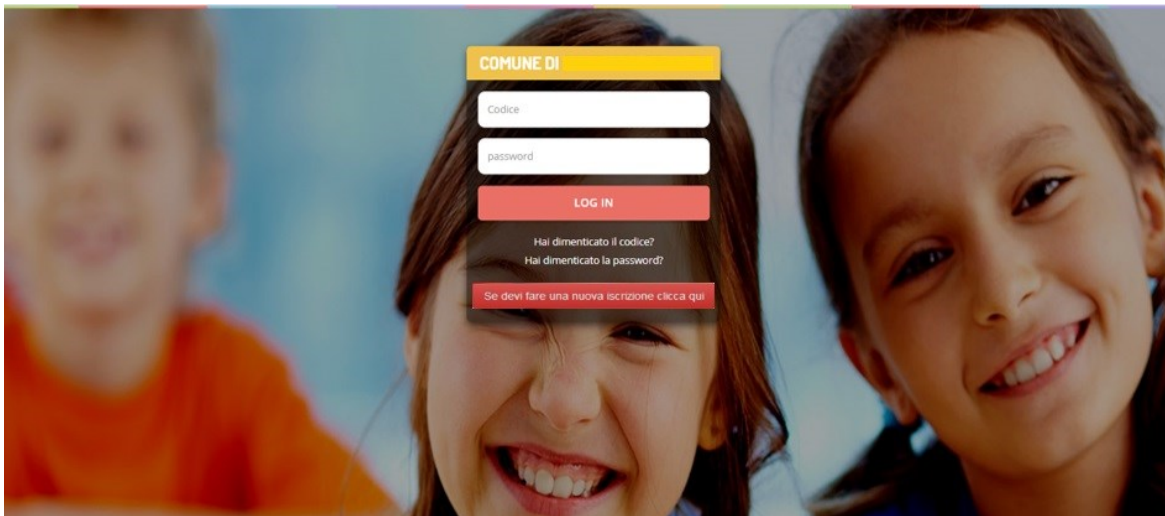 COMUNE DI
Codice
password
LOG IN
Hai dimenticato il codice?
Hai dimenticato la password?
Se devi fare una nuova iscrizione clicca qui